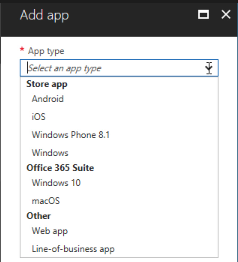 Add app
* App type
Select an app type
Store app
Android
iOS
Windows Phone 8.1
Windows
Office 365 Suite
Windows 10
macOS
Other
Web app
Line-of-business app